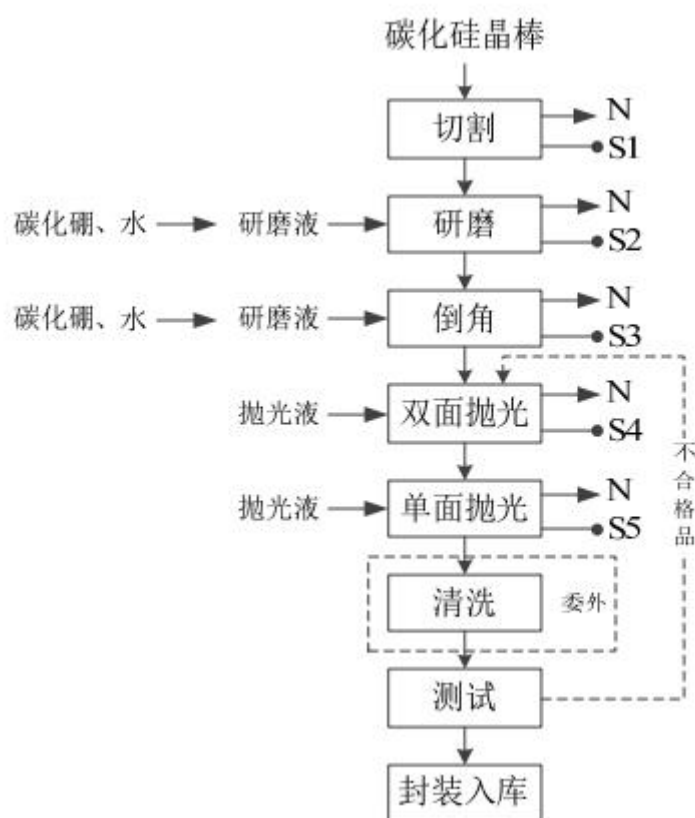 碳化硅晶棒
切割
N
S1
碳化硼、水
研磨液
研磨
N
S2
碳化硼、水
研磨液
倒角
N
S3
抛光液
双面抛光
N
S4
不合格品
抛光液
单面抛光
N
S5
清洗
委外
测试
封装入库